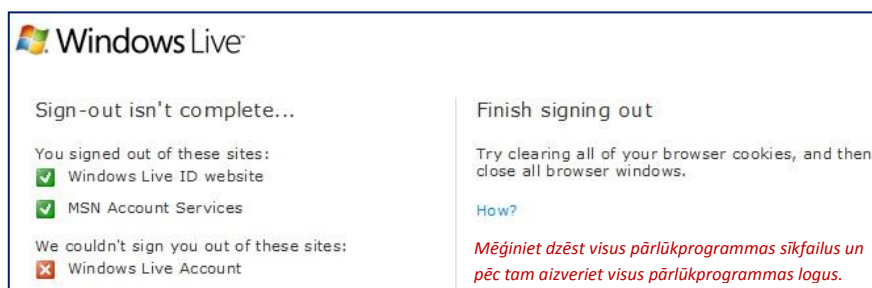 Windows Live
Sign-out isn't complete...
You signed out of these sites:
Windows Live ID website
MSN Account Services
We couldn't sign you out of these sites:
Windows Live Account
Finish signing out
Try clearing all of your browser cookies, and then
close all browser windows.
How?
Mēģiniet dzēst visus pārlūkprogrammas sīkfailus un
pēc tam aizveriet visus pārlūkprogrammas logus.